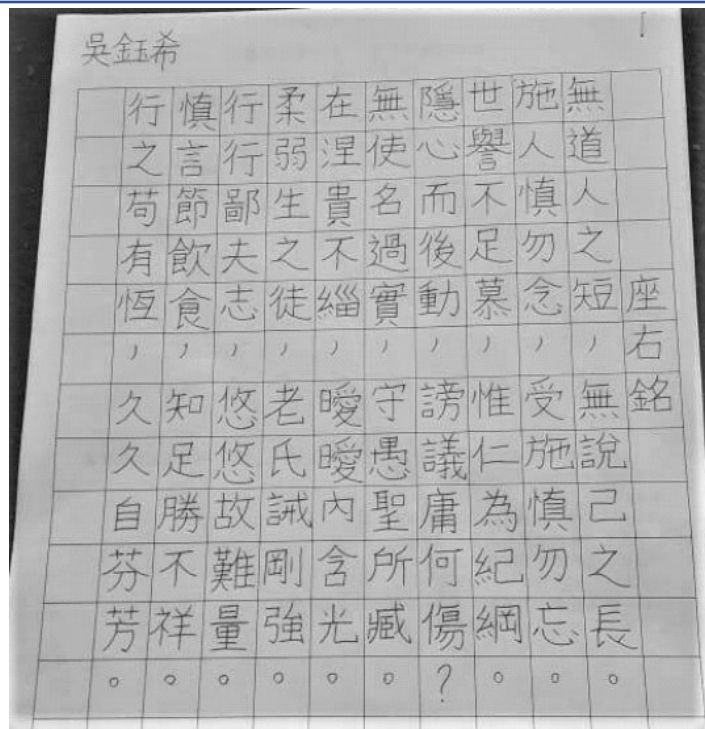 吳鈺希
座右銘
無道人之短，無說己之長。
施人慎勿念，受施慎勿忘。
世譽不足慕，惟仁為紀綱。
隱心而後動，謗議庸何傷？
無使名過實，守愚聖所臧。
在涅貴不緇，曖曖內含光。
柔弱生之徒，老氏誡剛強。
行行鄙夫志，悠悠故難量。
慎言節飲食，知足勝不祥。
行之苟有恆，久久自芬芳。